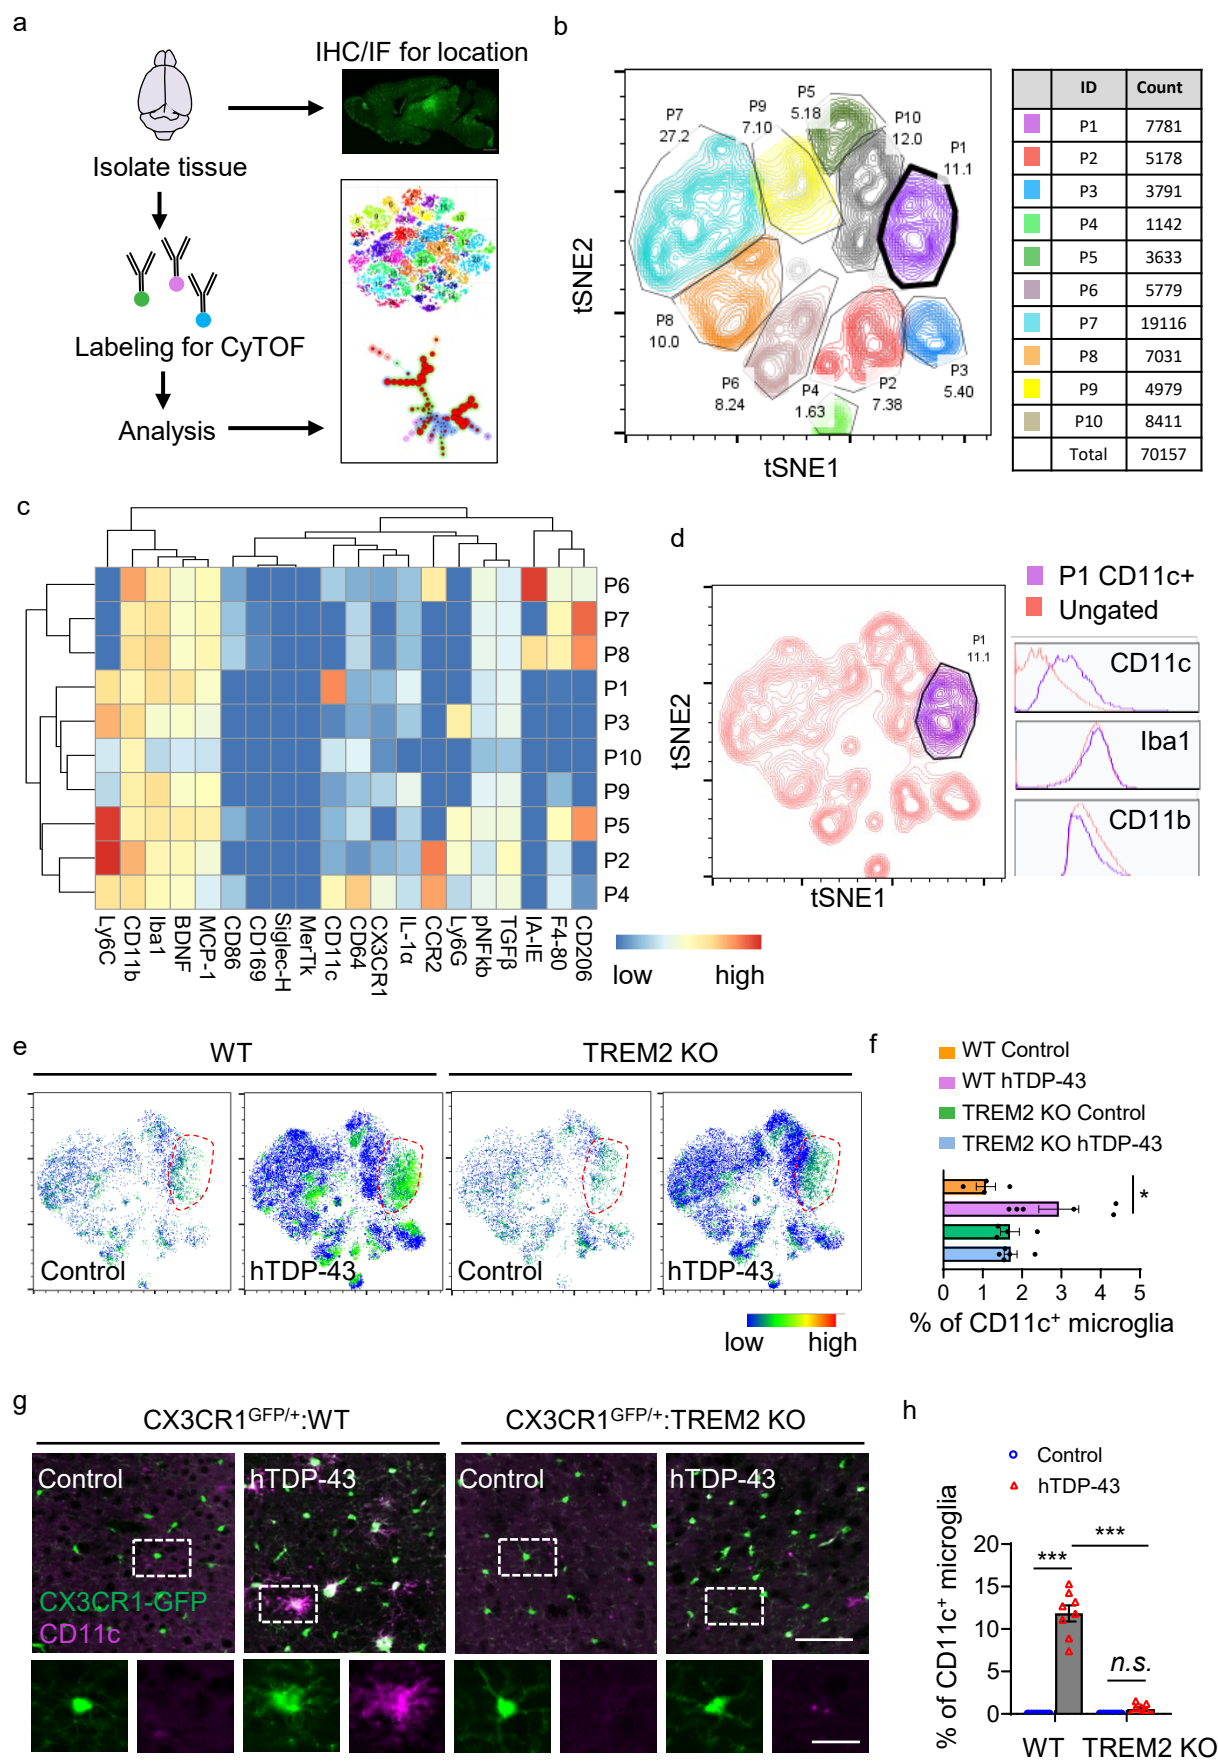 a
IHC/IF for location
Isolate tissue
Labeling for CyTOF
Analysis
b
P7
27.2
P9
7.10
P5
5.18
P10
12.0
P1
11.1
P8
10.0
P6
8.24
P4
1.63
P2
7.38
P3
5.40
tSNE2
tSNE1
ID Count
P1 7781
P2 5178
P3 3791
P4 1142
P5 3633
P6 5779
P7 19116
P8 7031
P9 4979
P10 8411
Total 70157
c
P6
P7
P8
P1
P3
P10
P9
P5
P2
P4
Ly6C
CD11b
Iba1
BDNF
MCP-1
CD86
CD169
Siglec-H
MerTk
CD11c
CD64
CX3CR1
IL-1α
CCR2
Ly6G
pNFkb
TGFβ
IA-IE
F4-80
CD206
low high
d
P1
11.1
tSNE2
tSNE1
P1 CD11c+
Ungated
CD11c
Iba1
CD11b
e
WT TREM2 KO
Control hTDP-43 Control hTDP-43
low high
f
WT Control
WT hTDP-43
TREM2 KO Control
TREM2 KO hTDP-43
*
0 1 2 3 4 5
% of CD11c⁺ microglia
g
CX3CR1ᴳᶠᴾ/⁺:WT CX3CR1ᴳᶠᴾ/⁺:TREM2 KO
Control hTDP-43 Control hTDP-43
CX3CR1-GFP
CD11c
h
Control
hTDP-43
% of CD11c⁺ microglia
20
15
10
5
0
*** ***
n.s.
WT TREM2 KO